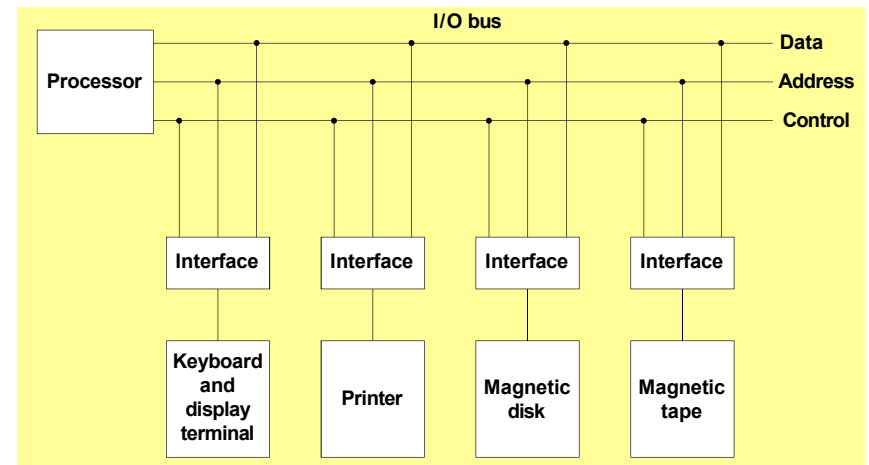 I/O bus
Data
Processor
Address
Control
Interface
Interface
Interface
Interface
Keyboard
and
display
terminal
Printer
Magnetic
disk
Magnetic
tape